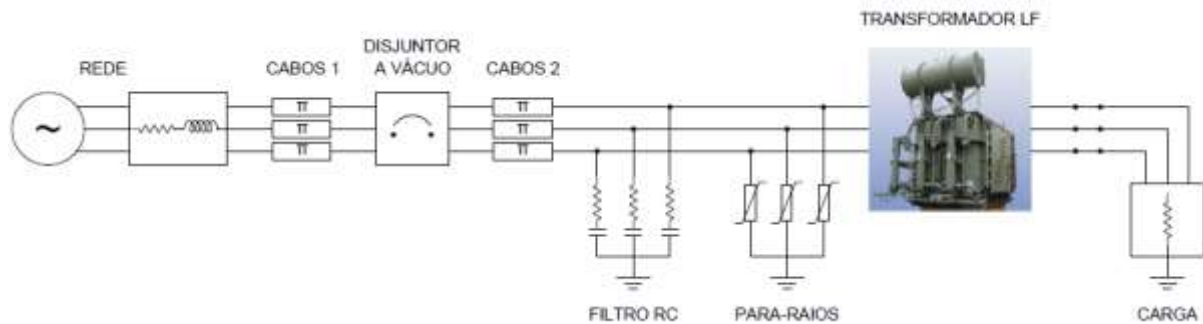 TRANSFORMADOR LF
REDE
CABOS 1
DISJUNTOR
A VÁCUO
CABOS 2
~
π
π
π
π
π
π
FILTRO RC
PARA-RAIOS
CARGA